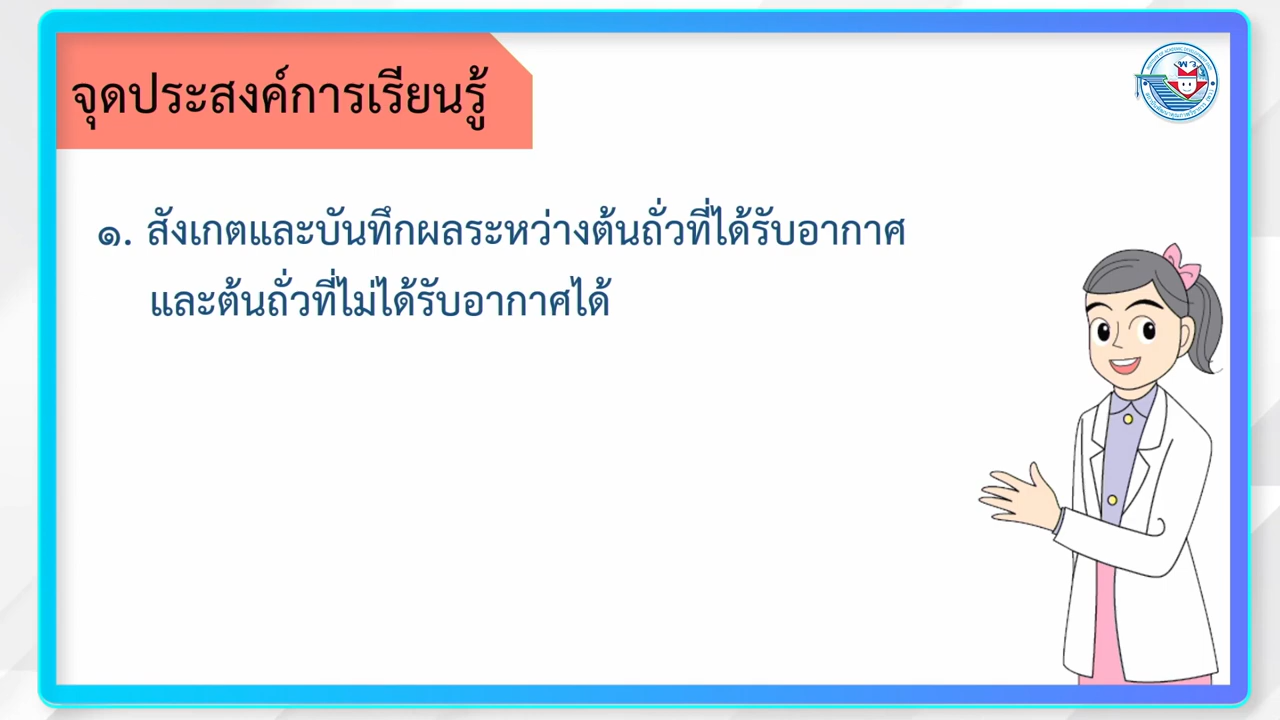 จุดประสงค์การเรียนรู้
พว.
๑. สังเกตและบันทึกผลระหว่างต้นถั่วที่ได้รับอากาศ
และต้นถั่วที่ไม่ได้รับอากาศได้